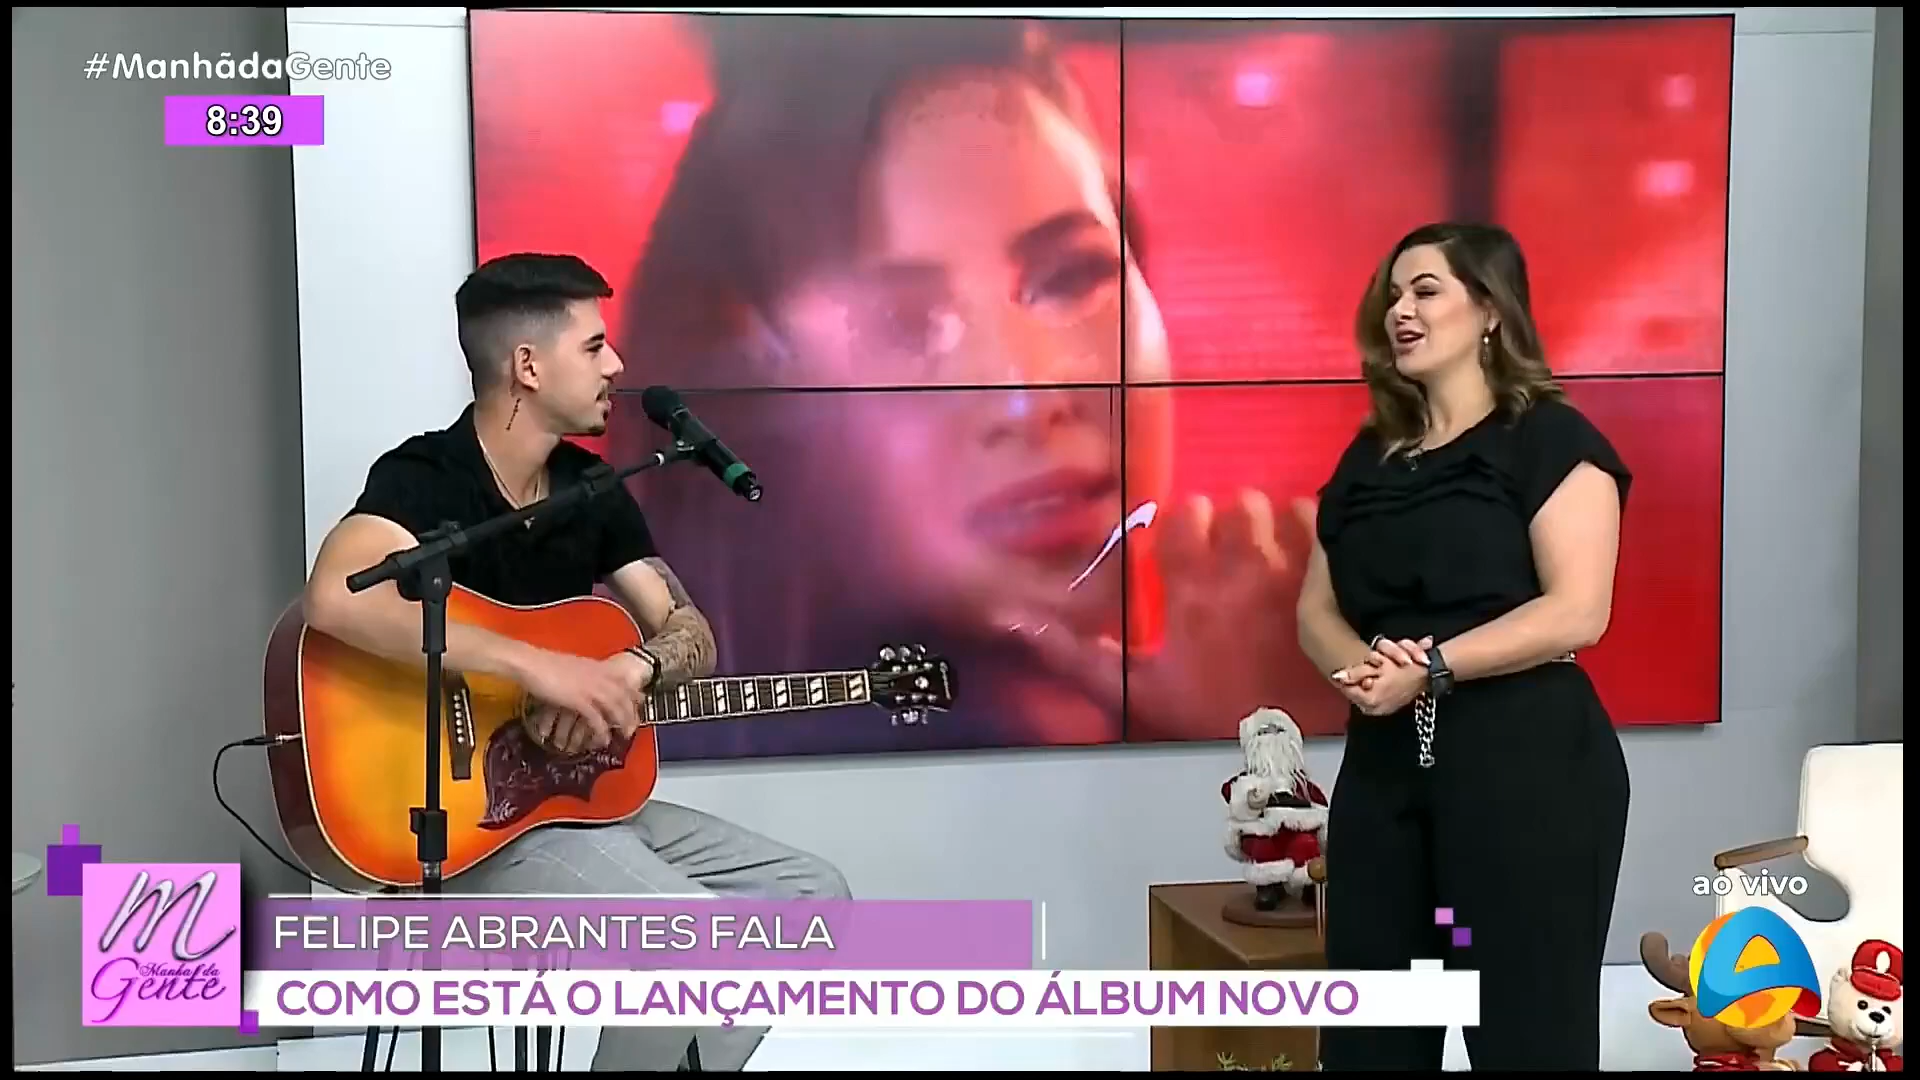 #ManhãdaGente
8:39
ao vivo
FELIPE ABRANTES FALA
m
Manhã da
Gente
COMO ESTÁ O LANÇAMENTO DO ÁLBUM NOVO